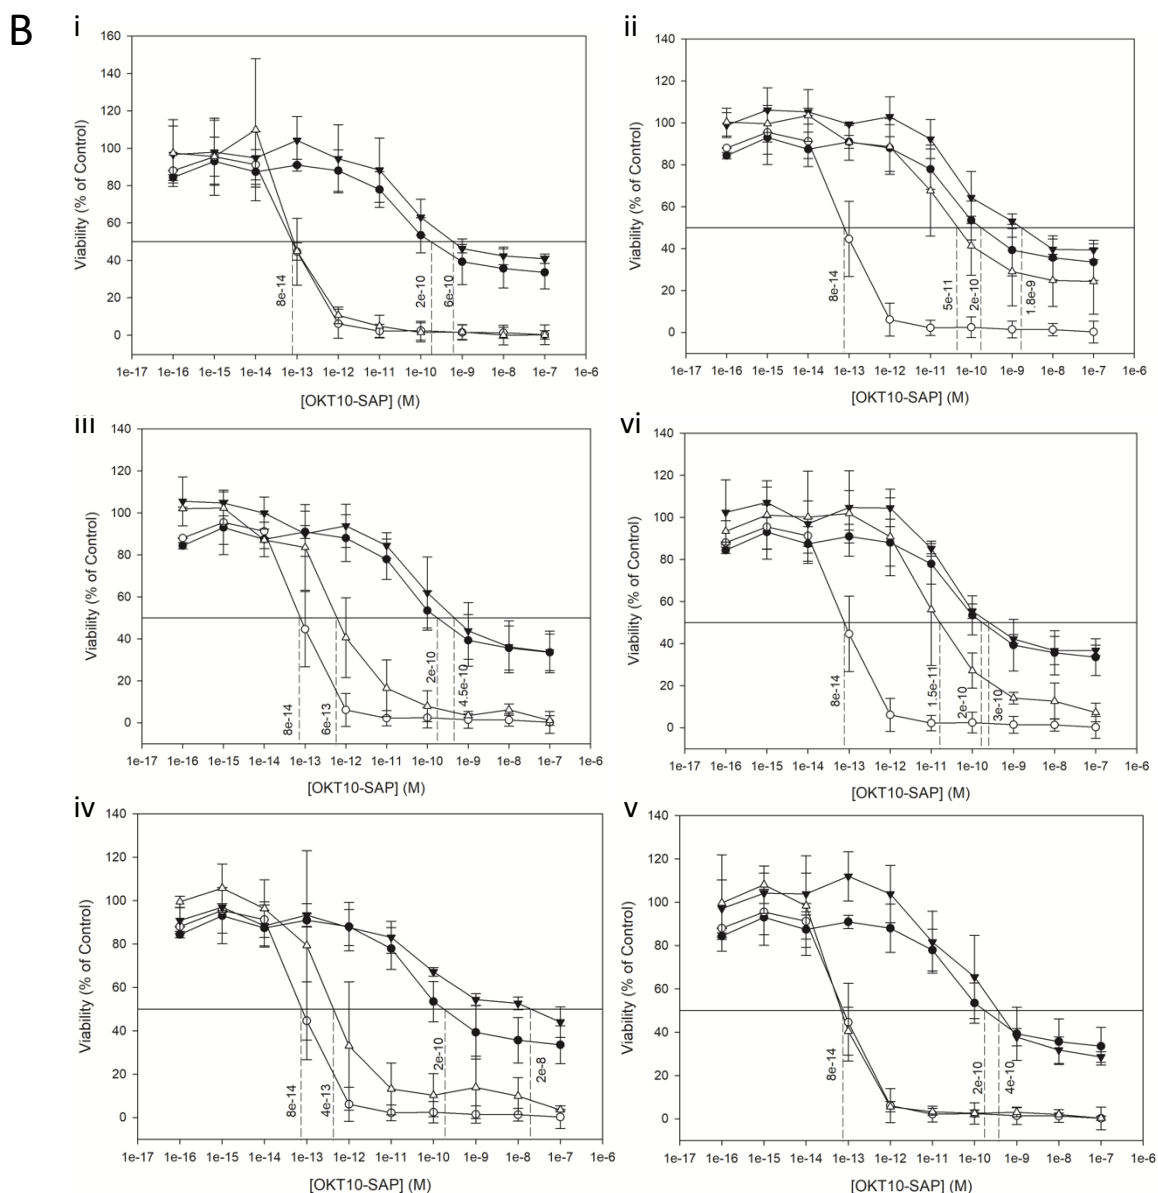 B
i
160
140
120
100
80
60
40
20
0
Viability (% of Control)
8e-14
2e-10
6e-10
1e-17 1e-16 1e-15 1e-14 1e-13 1e-12 1e-11 1e-10 1e-9 1e-8 1e-7 1e-6
[OKT10-SAP] (M)
ii
140
120
100
80
60
40
20
0
Viability (% of Control)
8e-14
5e-11
2e-10
1.8e-9
1e-17 1e-16 1e-15 1e-14 1e-13 1e-12 1e-11 1e-10 1e-9 1e-8 1e-7 1e-6
[OKT10-SAP] (M)
iii
140
120
100
80
60
40
20
0
Viability (% of Control)
8e-14
6e-13
2e-10
4.5e-10
1e-17 1e-16 1e-15 1e-14 1e-13 1e-12 1e-11 1e-10 1e-9 1e-8 1e-7 1e-6
[OKT10-SAP] (M)
vi
140
120
100
80
60
40
20
0
Viability (% of Control)
8e-14
1.5e-11
2e-10
3e-10
1e-17 1e-16 1e-15 1e-14 1e-13 1e-12 1e-11 1e-10 1e-9 1e-8 1e-7 1e-6
[OKT10-SAP] (M)
iv
140
120
100
80
60
40
20
0
Viability (% of Control)
8e-14
4e-13
2e-10
2e-8
1e-17 1e-16 1e-15 1e-14 1e-13 1e-12 1e-11 1e-10 1e-9 1e-8 1e-7 1e-6
[OKT10-SAP] (M)
v
140
120
100
80
60
40
20
0
Viability (% of Control)
8e-14
2e-10
4e-10
1e-17 1e-16 1e-15 1e-14 1e-13 1e-12 1e-11 1e-10 1e-9 1e-8 1e-7 1e-6
[OKT10-SAP] (M)